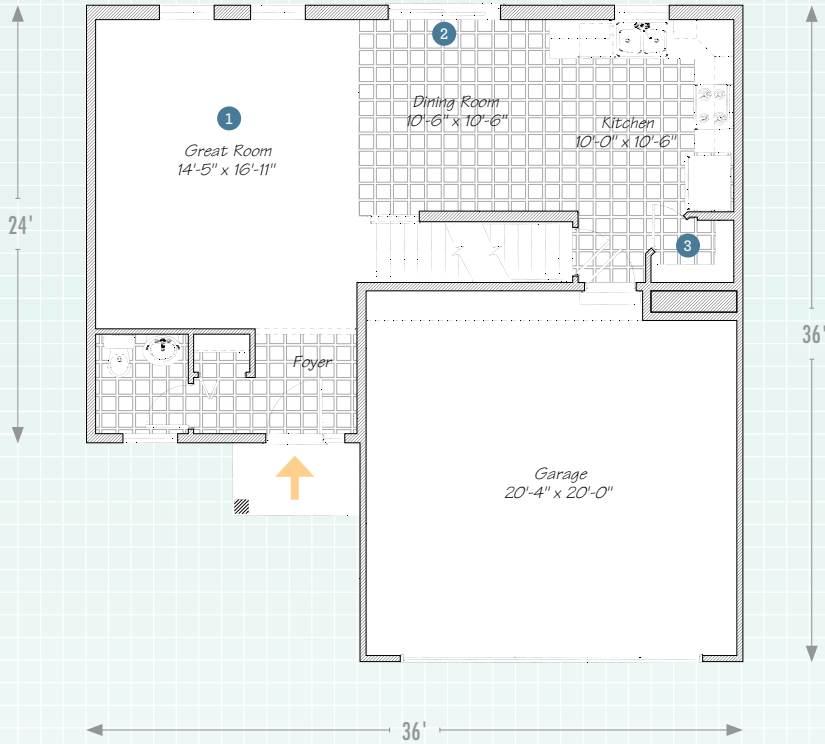 2
1
Dining Room
10'-6" x 10'-6"
Kitchen
10'-0" x 10'-6"
Great Room
14'-5" x 16'-11"
24'
3
36'
Foyer
Garage
20'-4" x 20'-0"
36'